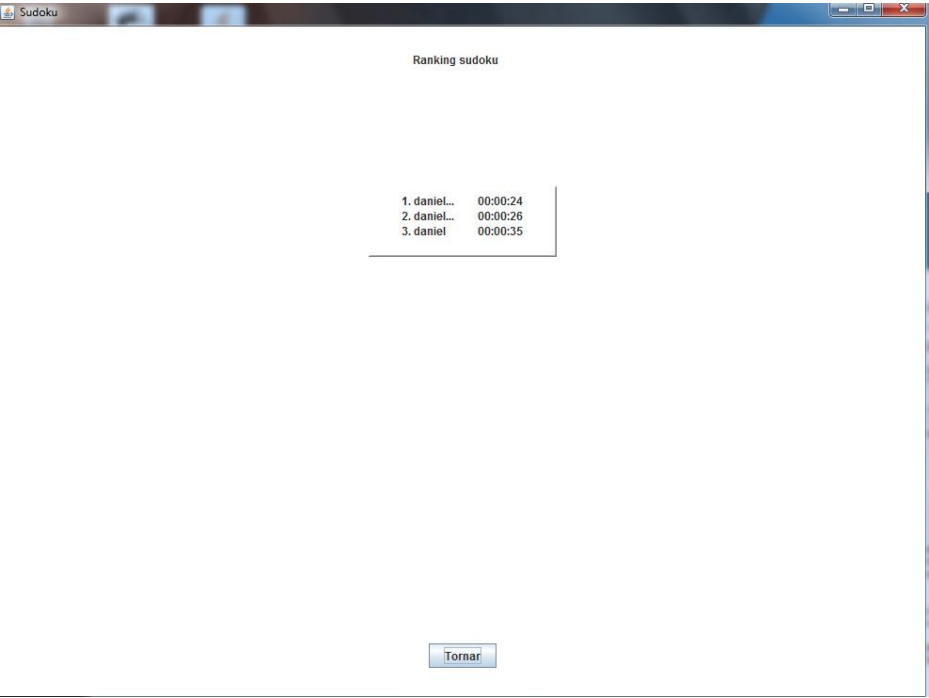 Sudoku
Ranking sudoku
1. daniel... 00:00:24
2. daniel... 00:00:26
3. daniel 00:00:35
Tornar